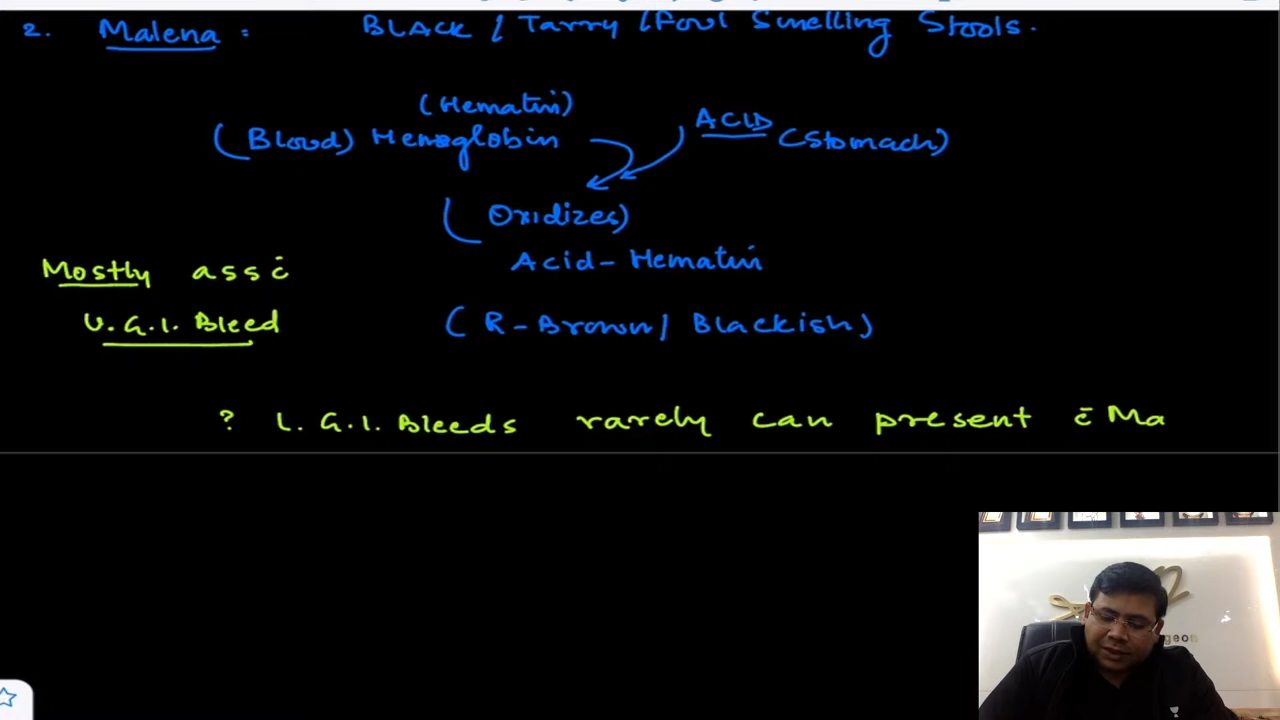 2. Malena : BLACK / Tarry / Foul Smelling Stools.
(Hematin)
(Blood) Hemoglobin ACID (Stomach)
(Oxidizes)
Mostly ass c̄ Acid-Hematin
U.G.I. Bleed (R-Brown/ Blackish)
? L.G.I. Bleeds rarely can present c̄ Ma
geon